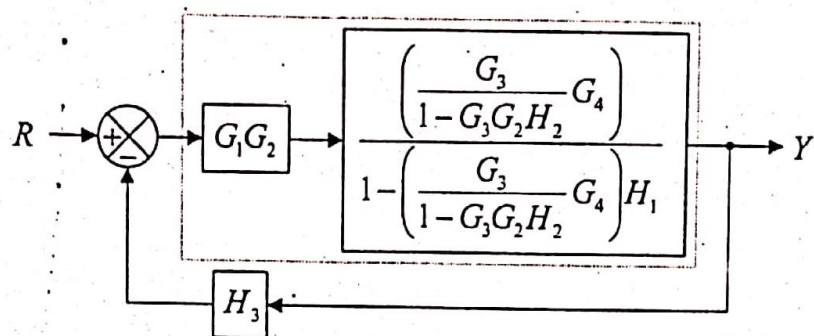 R
+
−
G₁G₂
(G₃/(1−G₃G₂H₂) G₄)
1−(G₃/(1−G₃G₂H₂) G₄)H₁
Y
H₃